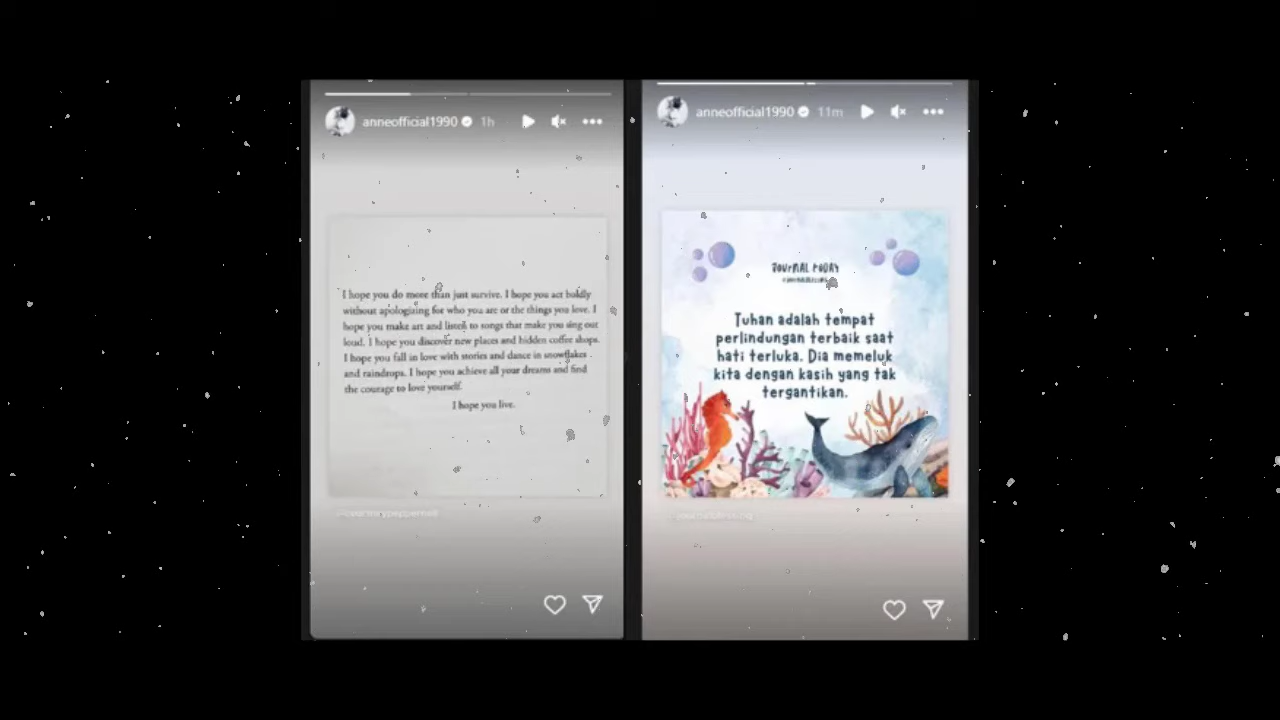 anneofficial1990 1h
I hope you do more than just survive. I hope you act boldly
without apologizing for who you are or the things you love. I
hope you make art and listen to songs that make you sing out
loud. I hope you discover new places and hidden coffee shops.
I hope you fall in love with stories and dance in snowflakes
and raindrops. I hope you achieve all your dreams and find
the courage to love yourself.
I hope you live.
anneofficial1990 11m
JOURNAL TODAY
Tuhan adalah tempat
perlindungan terbaik saat
hati terluka. Dia memeluk
kita dengan kasih yang tak
tergantikan.